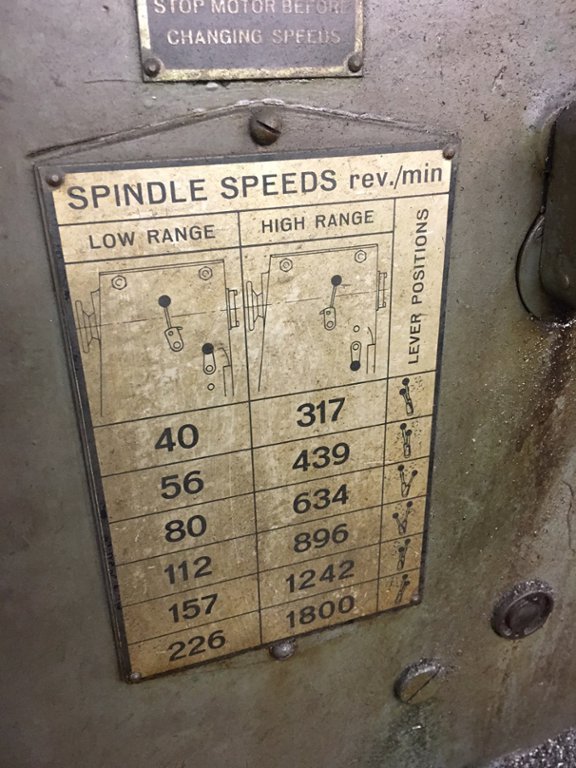 STOP MOTOR BEFORE
CHANGING SPEEDS
SPINDLE SPEEDS rev./min
LOW RANGE HIGH RANGE LEVER POSITIONS
40 317
56 439
80 634
112 896
157 1242
226 1800